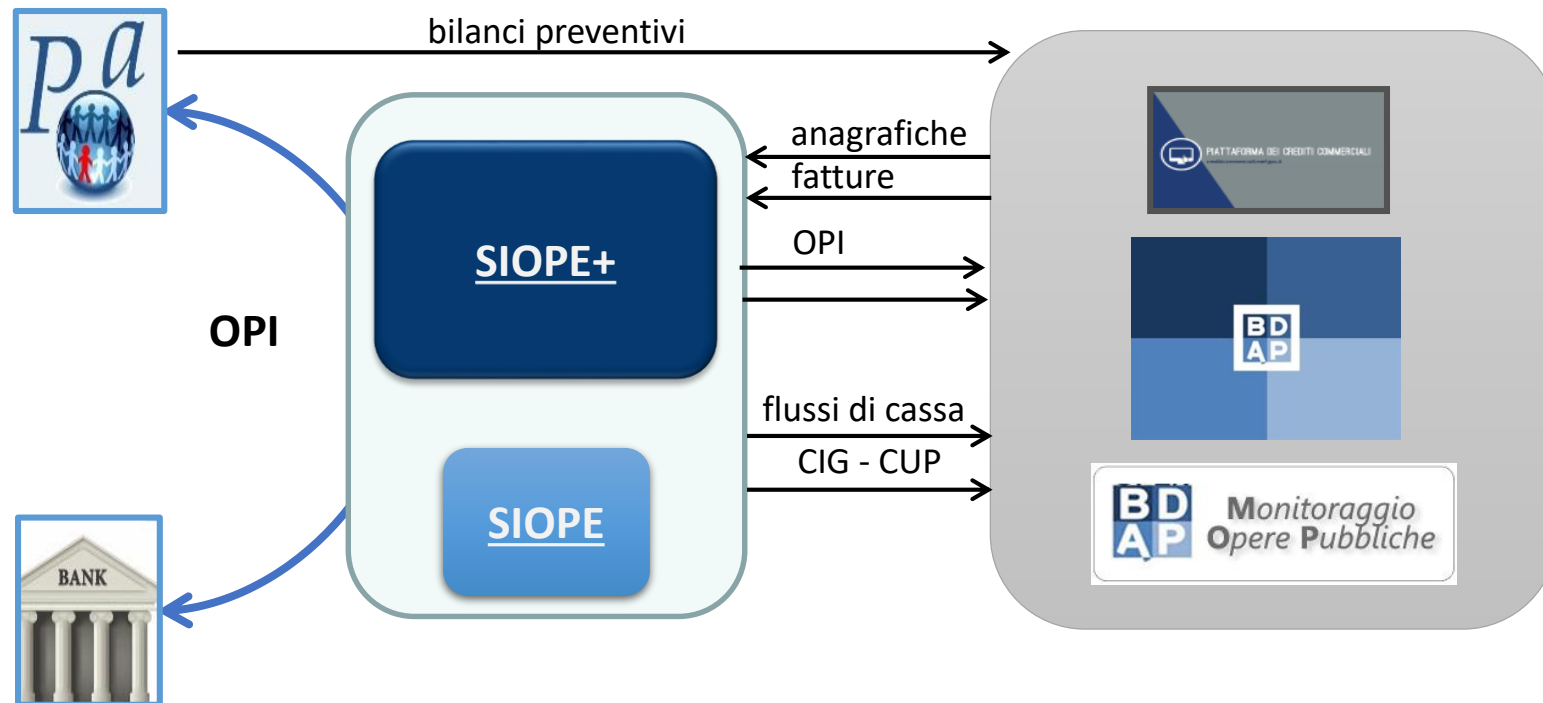 bilanci preventivi
pa
anagrafiche
fatture
PIATTAFORMA DEI CREDITI COMMERCIALI
SIOPE+
OPI
OPI
BD
AP
flussi di cassa
CIG - CUP
SIOPE
BD
AP
Monitoraggio
Opere Pubbliche
BANK